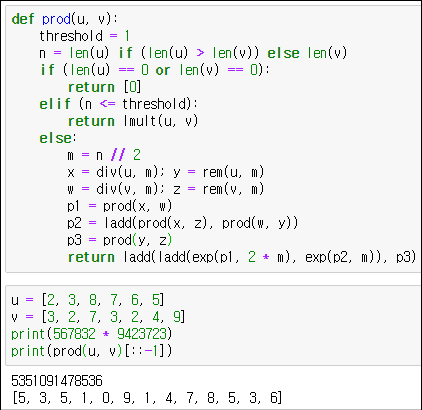 def prod(u, v):
    threshold = 1
    n = len(u) if (len(u) > len(v)) else len(v)
    if (len(u) == 0 or len(v) == 0):
        return [0]
    elif (n <= threshold):
        return lmult(u, v)
    else:
        m = n // 2
        x = div(u, m); y = rem(u, m)
        w = div(v, m); z = rem(v, m)
        p1 = prod(x, w)
        p2 = ladd(prod(x, z), prod(w, y))
        p3 = prod(y, z)
        return ladd(ladd(exp(p1, 2 * m), exp(p2, m)), p3)
u = [2, 3, 8, 7, 6, 5]
v = [3, 2, 7, 3, 2, 4, 9]
print(567832 * 9423723)
print(prod(u, v)[::-1])
5351091478536
[5, 3, 5, 1, 0, 9, 1, 4, 7, 8, 5, 3, 6]